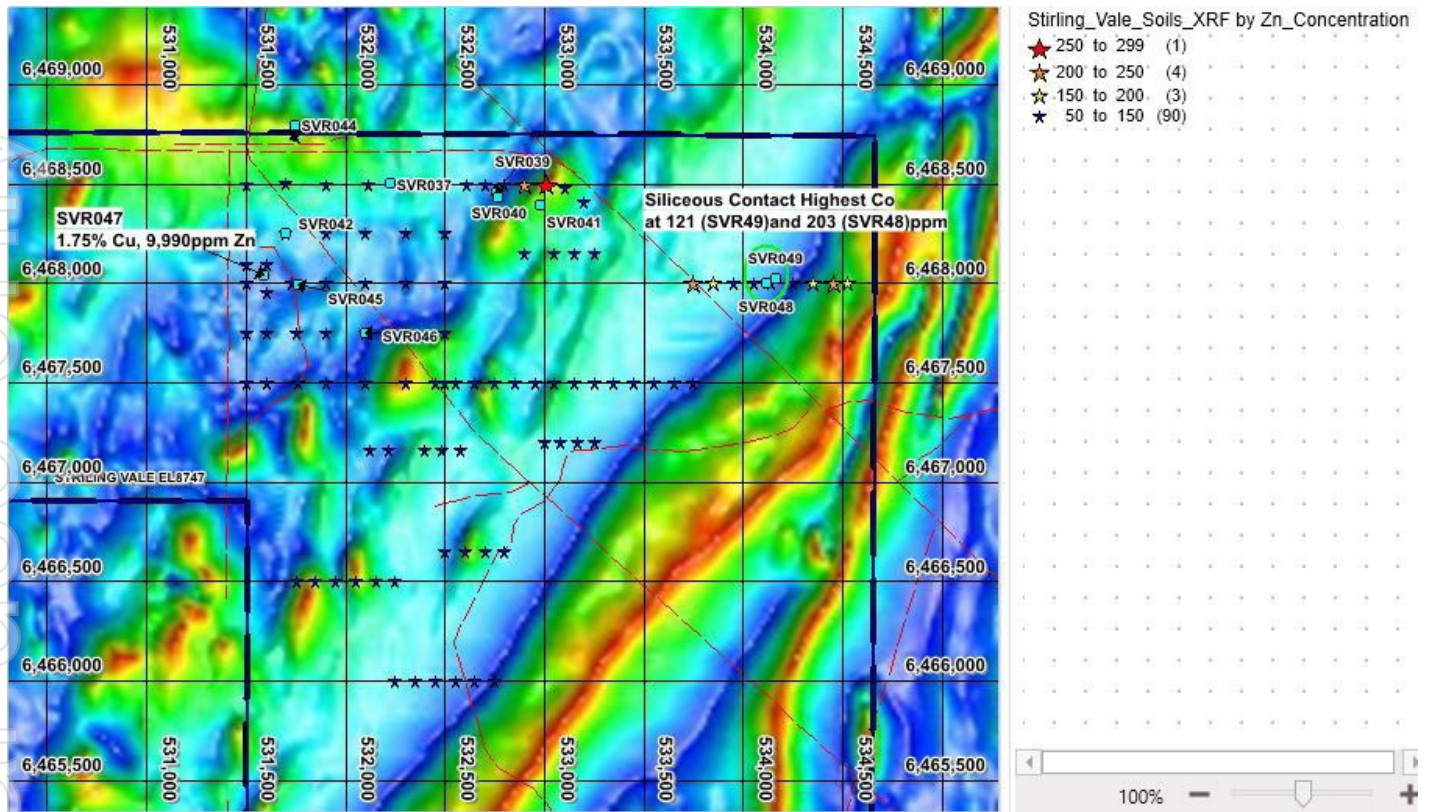 Stirling_Vale_Soils_XRF by Zn_Concentration
250 to 299 (1)
200 to 250 (4)
150 to 200 (3)
50 to 150 (90)
531,000
531,500
532,000
532,500
533,000
533,500
534,000
534,500
6,469,000
6,469,000
SVR044
6,468,500
6,468,500
SVR039
SVR037
SVR040
SVR041
Siliceous Contact Highest Co
at 121 (SVR49)and 203 (SVR48)ppm
SVR047
1.75% Cu, 9,990ppm Zn
SVR042
6,468,000
6,468,000
SVR049
SVR048
SVR045
SVR046
6,467,500
6,467,500
6,467,000
6,467,000
STRILING VALE EL8747
6,466,500
6,466,500
6,466,000
6,466,000
6,465,500
6,465,500
531,000
531,500
532,000
532,500
533,000
533,500
534,000
534,500
100%